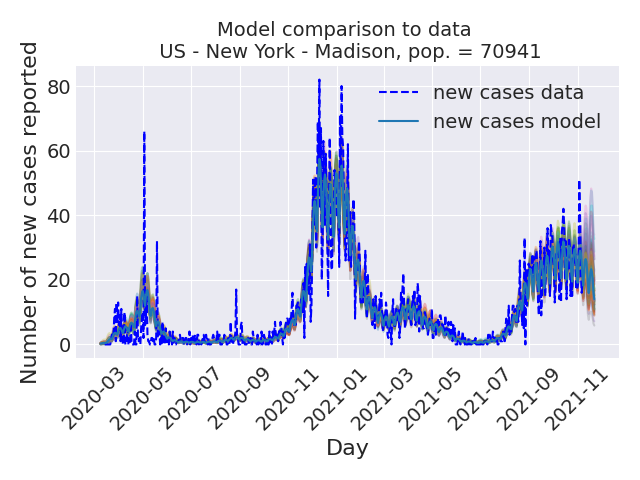 Model comparison to data
US - New York - Madison, pop. = 70941
Number of new cases reported
80
60
40
20
0
new cases data
new cases model
2020-03
2020-05
2020-07
2020-09
2020-11
2021-01
2021-03
2021-05
2021-07
2021-09
2021-11
Day